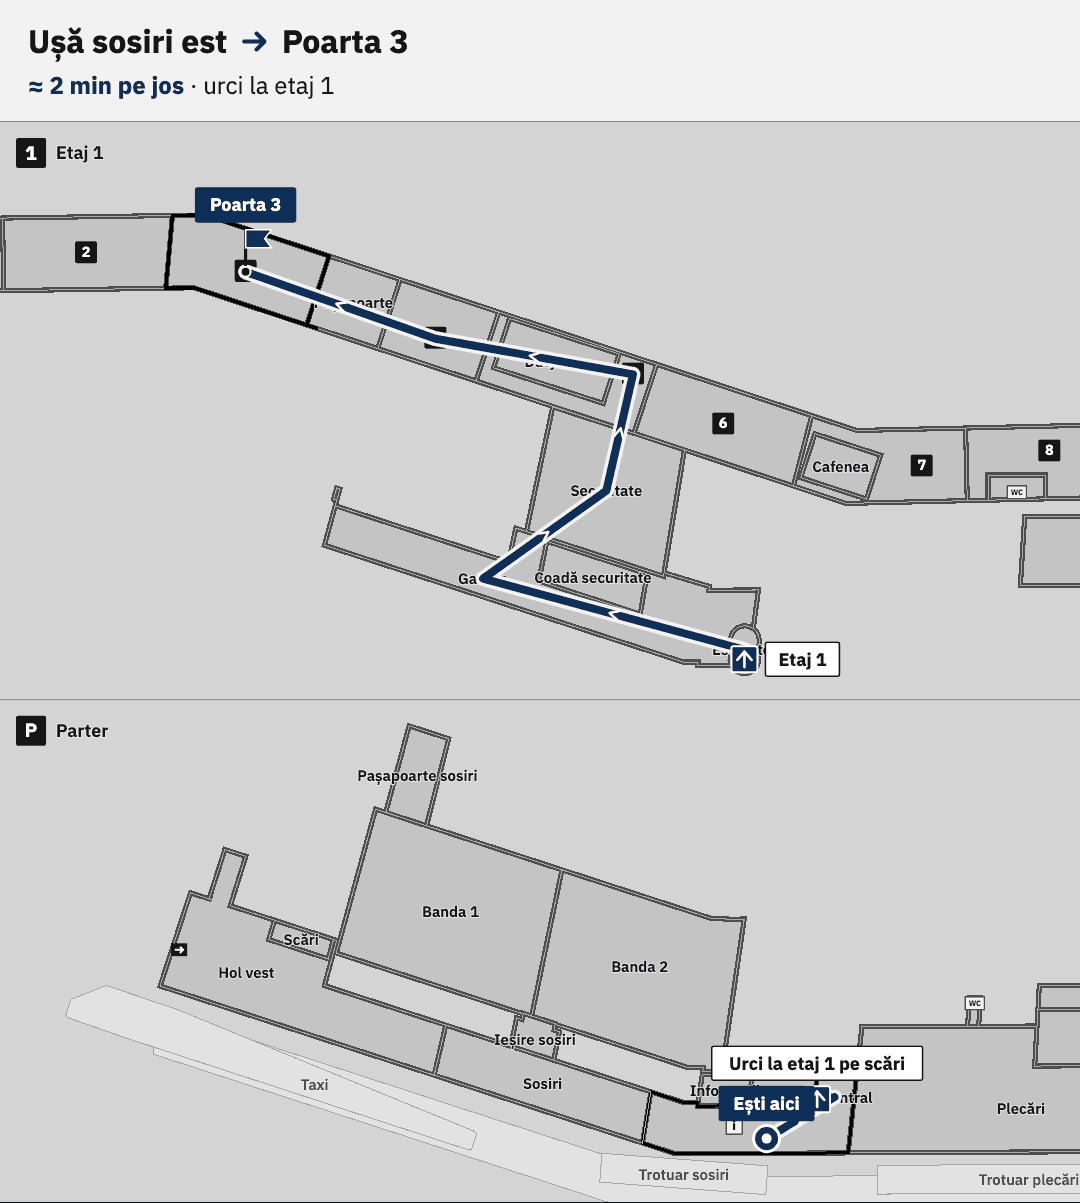 Ușă sosiri est → Poarta 3
≈ 2 min pe jos · urci la etaj 1
1 Etaj 1
Poarta 3
2
6
Cafenea
7
8
WC
Etaj 1
Coadă securitate
P Parter
Pașapoarte sosiri
Banda 1
Banda 2
Scări
Hol vest
WC
Ieșire sosiri
Sosiri
Taxi
Urci la etaj 1 pe scări
Ești aici
i
Plecări
Trotuar sosiri
Trotuar plecări